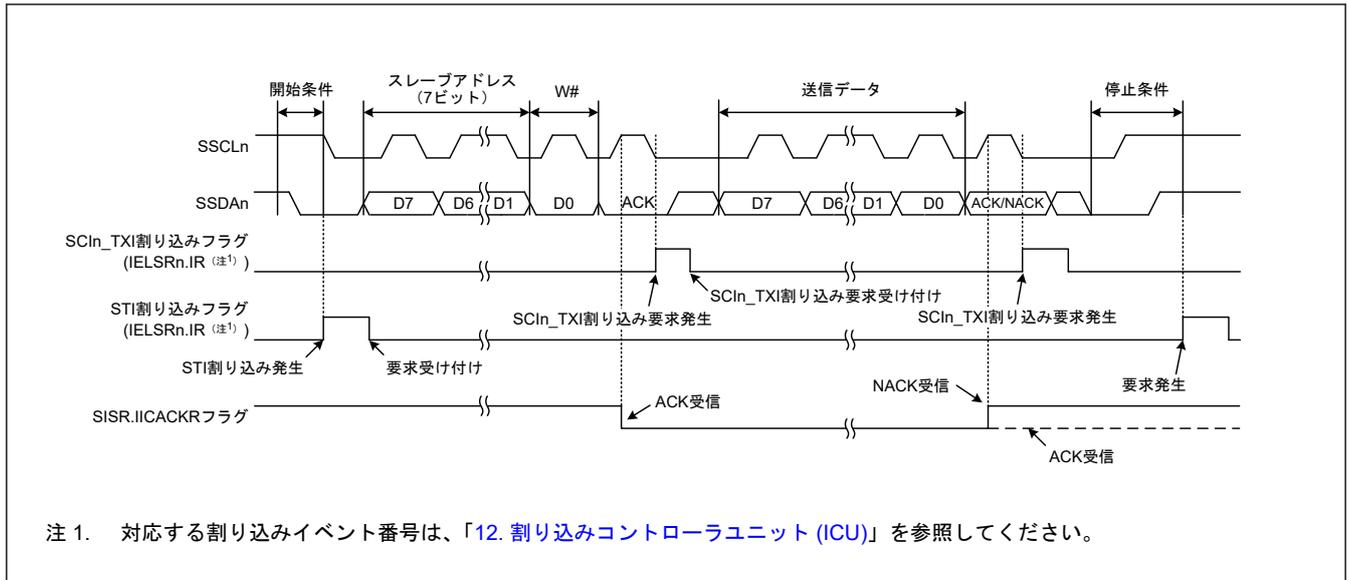 開始条件
スレーブアドレス
（7ビット）
W#
送信データ
停止条件
SSCLn
SSDAn
D7
D6
D1
D0
ACK
D7
D6
D1
D0
ACK/NACK
SCIn_TXI割り込みフラグ
(IELSRn.IR（注1）)
SCIn_TXI割り込み要求受け付け
SCIn_TXI割り込み要求発生
SCIn_TXI割り込み要求発生
STI割り込みフラグ
(IELSRn.IR（注1）)
STI割り込み発生
要求受け付け
要求発生
SISR.IICACKRフラグ
ACK受信
NACK受信
ACK受信
注 1. 対応する割り込みイベント番号は、「12. 割り込みコントローラユニット (ICU)」を参照してください。